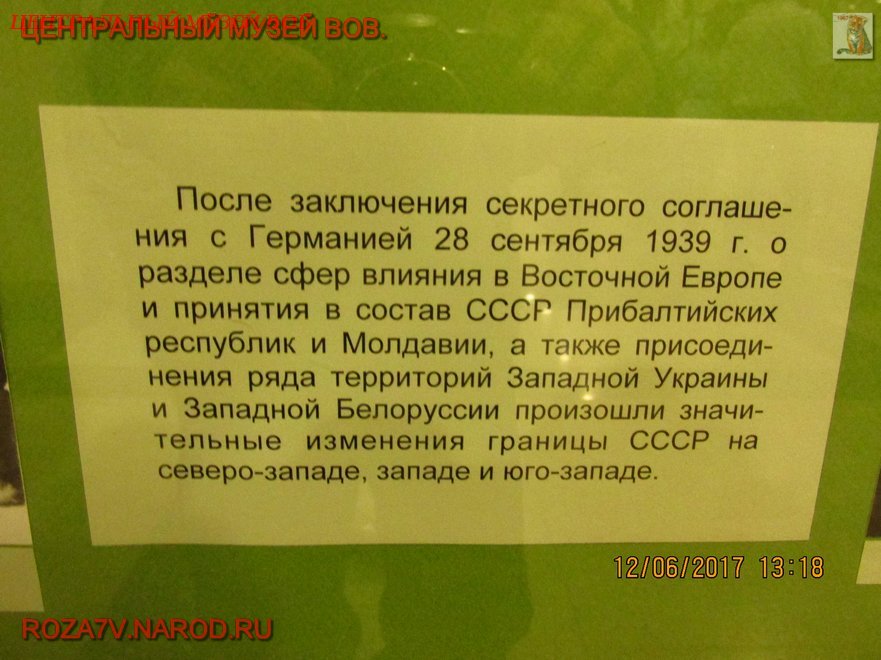 ЦЕНТРАЛЬНЫЙ МУЗЕЙ ВОВ.
После заключения секретного соглаше-
ния с Германией 28 сентября 1939 г. о
разделе сфер влияния в Восточной Европе
и принятия в состав СССР Прибалтийских
республик и Молдавии, а также присоеди-
нения ряда территорий Западной Украины
и Западной Белоруссии произошли значи-
тельные изменения границы СССР на
северо-западе, западе и юго-западе.
12/06/2017 13:18
ROZA7V.NAROD.RU